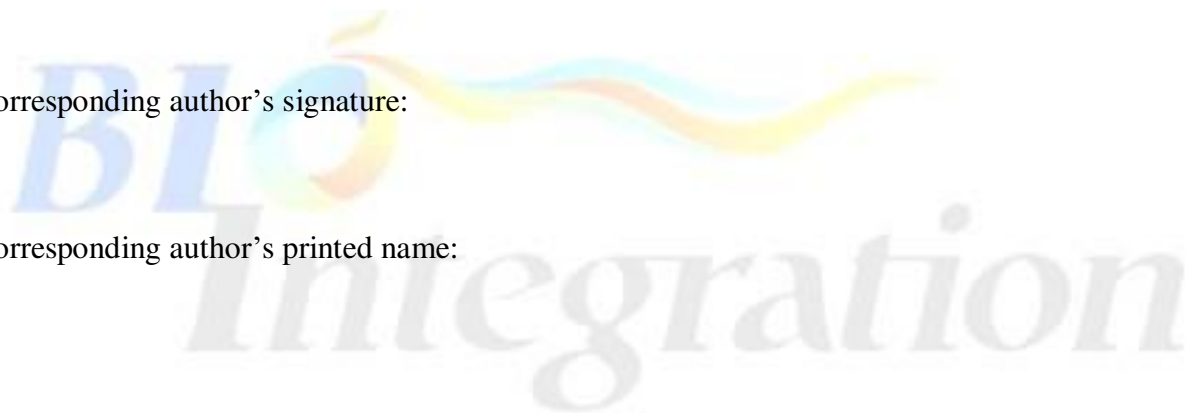 BIO
orresponding author’s signature:
orresponding author’s printed name:
Integration